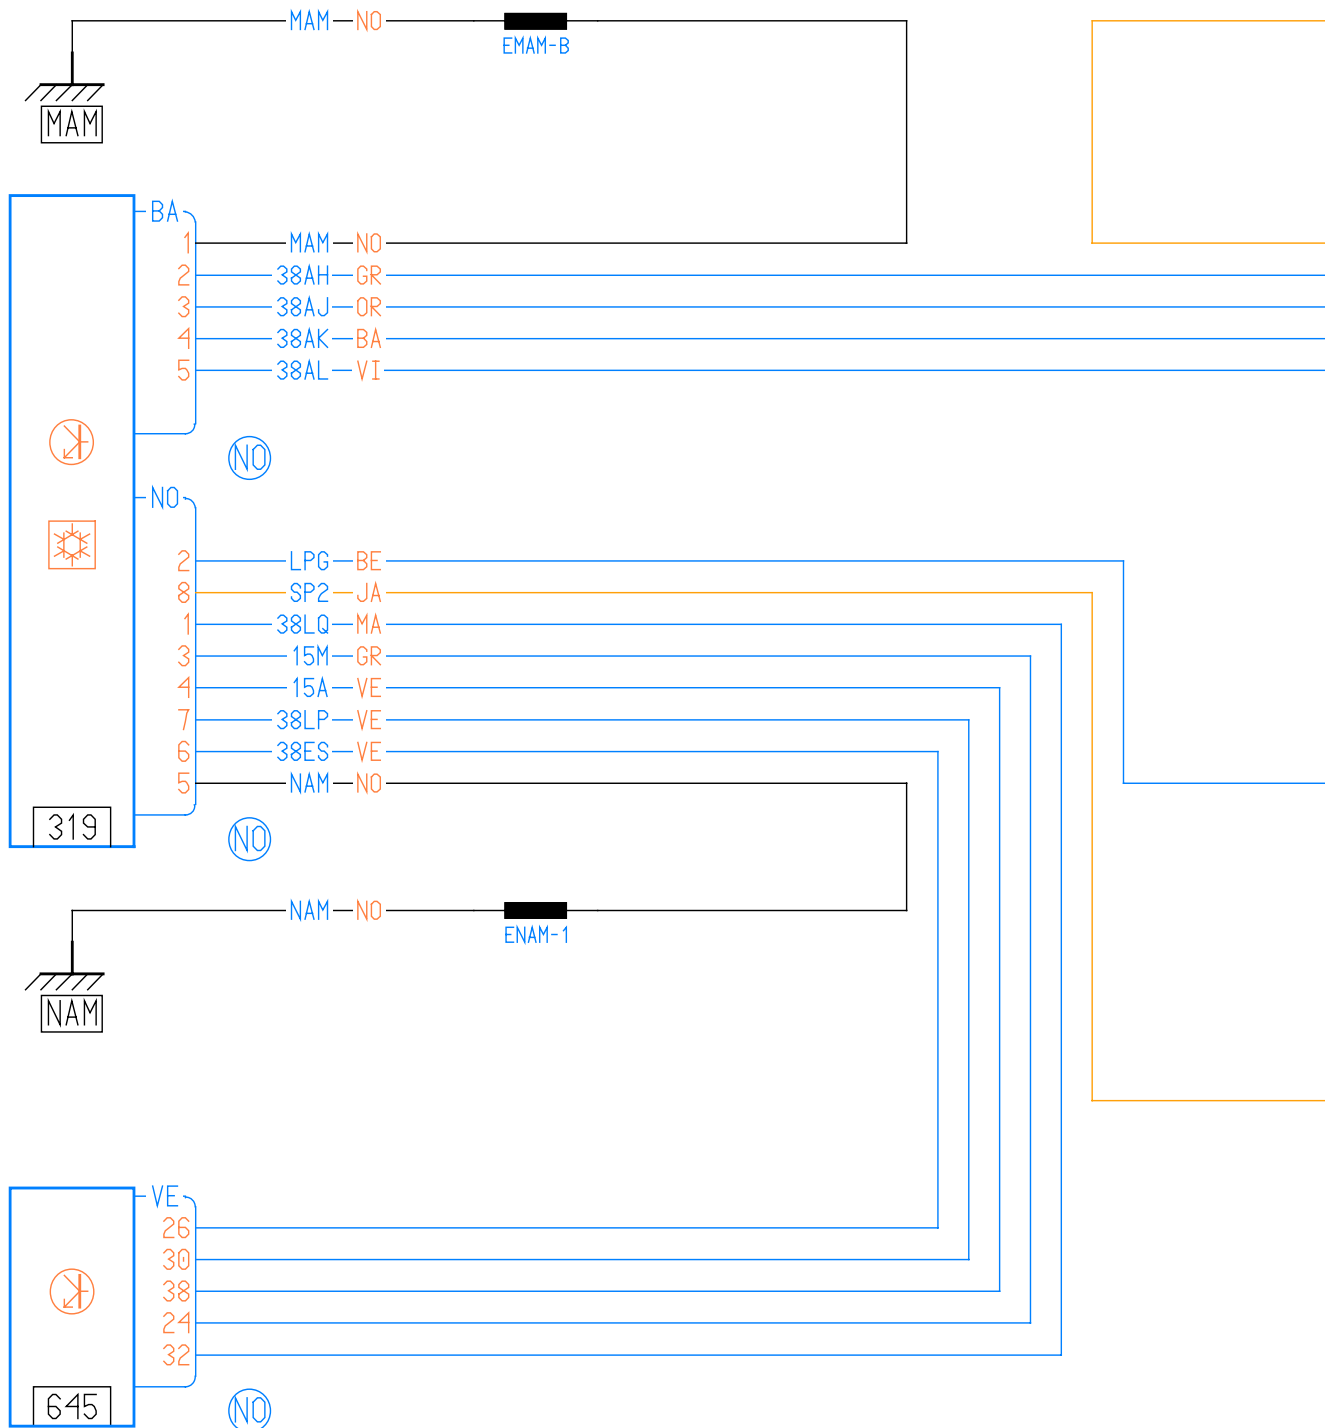 MAM NO
EMAM-B
MAM
BA
1 MAM NO
2 38AH GR
3 38AJ OR
4 38AK BA
5 38AL VI
NO
NO
2 LPG BE
8 SP2 JA
1 38LQ MA
3 15M GR
4 15A VE
7 38LP VE
6 38ES VE
5 NAM NO
319
NO
NAM NO
ENAM-1
NAM
VE
26
30
38
24
32
645
NO